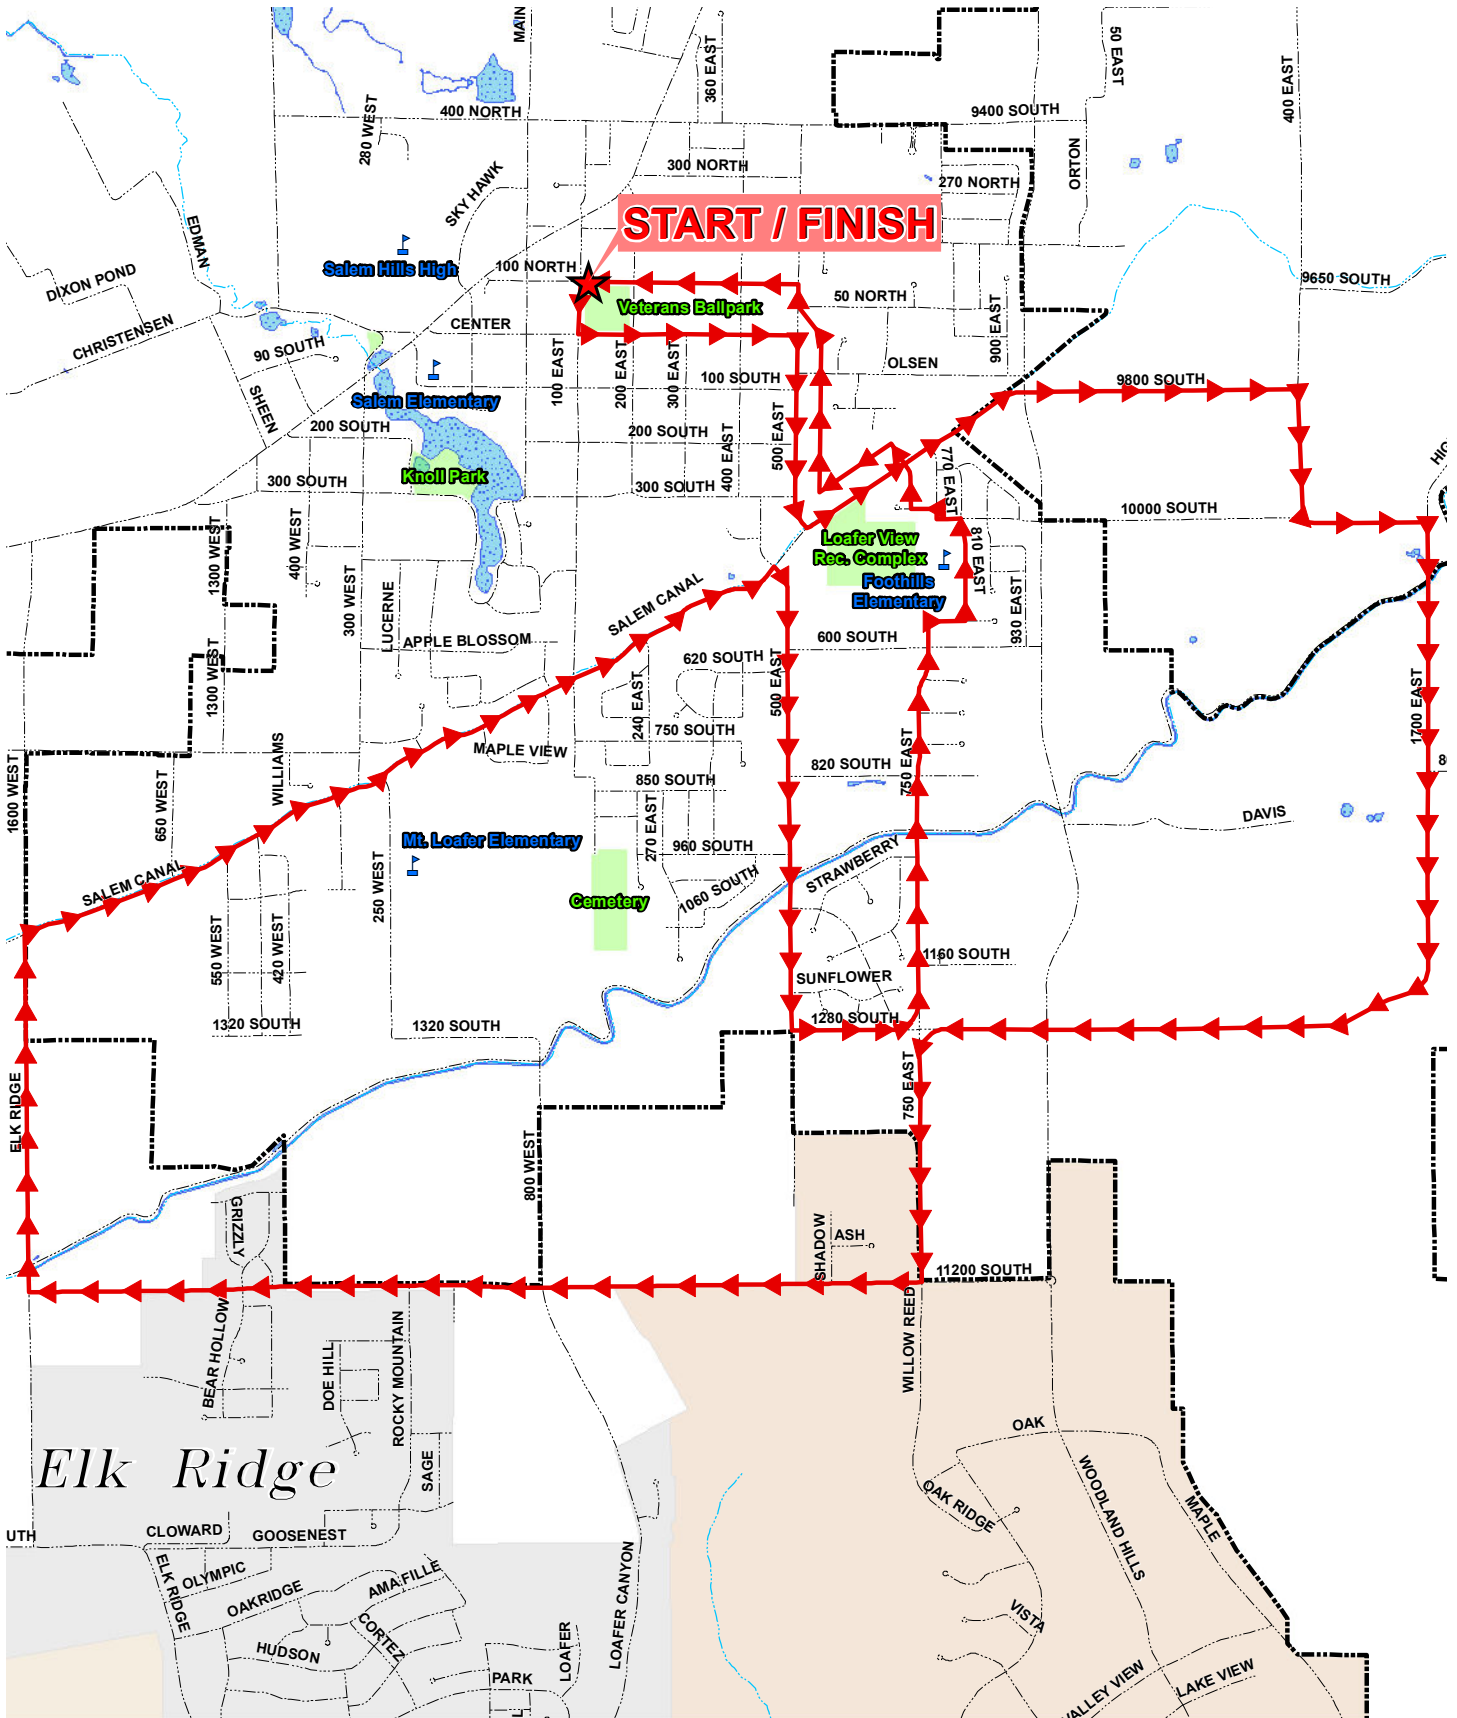 MAIN
360 EAST
50 EAST
400 EAST
400 NORTH
9400 SOUTH
280 WEST
300 NORTH
ORTON
270 NORTH
SKY HAWK
START / FINISH
EDMAN
Salem Hills High
100 NORTH
DIXON POND
9650 SOUTH
50 NORTH
Veterans Ballpark
CENTER
CHRISTENSEN
90 SOUTH
900 EAST
OLSEN
100 EAST
200 EAST
300 EAST
100 SOUTH
9800 SOUTH
Salem Elementary
SHEEN
200 SOUTH
200 SOUTH
500 EAST
400 EAST
770 EAST
Knoll Park
300 SOUTH
300 SOUTH
10000 SOUTH
1300 WEST
400 WEST
Loafer View
Rec. Complex
810 EAST
Foothills
Elementary
300 WEST
LUCERNE
SALEM CANAL
APPLE BLOSSOM
930 EAST
600 SOUTH
1300 WEST
620 SOUTH
500 EAST
240 EAST
1700 EAST
750 SOUTH
MAPLE VIEW
WILLIAMS
1600 WEST
650 WEST
850 SOUTH
820 SOUTH
750 EAST
DAVIS
270 EAST
Mt. Loafer Elementary
960 SOUTH
STRAWBERRY
SALEM CANAL
250 WEST
Cemetery
1060 SOUTH
550 WEST
420 WEST
1160 SOUTH
SUNFLOWER
1320 SOUTH
1320 SOUTH
1280 SOUTH
ELK RIDGE
750 EAST
800 WEST
GRIZZLY
SHADOW
ASH
11200 SOUTH
BEAR HOLLOW
DOE HILL
ROCKY MOUNTAIN
WILLOW REED
OAK
Elk Ridge
SAGE
WOODLAND HILLS
OAK RIDGE
MAPLE
UTH
CLOWARD
GOOSENEST
ELK RIDGE
OLYMPIC
OAKRIDGE
AMA FILLE
LOAFER CANYON
VISTA
CORTEZ
HUDSON
LOAFER
PARK
VALLEY VIEW
LAKE VIEW